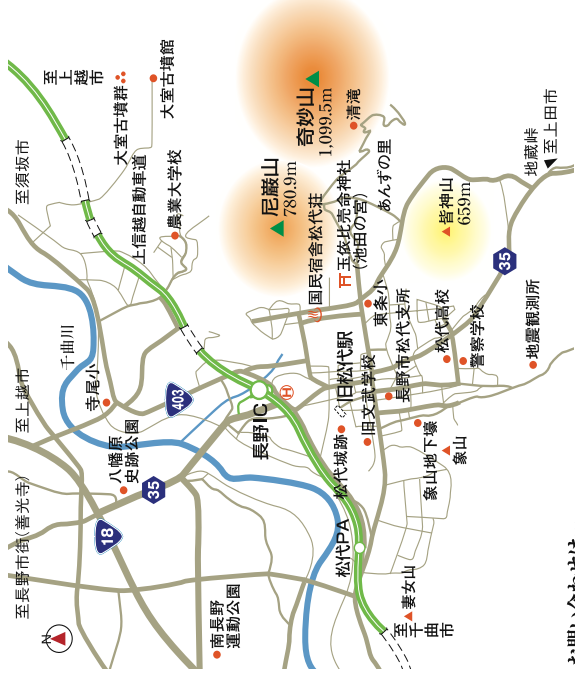 至上越市
大室古墳群
大室古墳館
至須坂市
上信越自動車道
農業大学校
奇妙山
1,099.5m
清滝
尼巌山
780.9m
至上田市
地蔵峠
あんずの里
玉依比売命神社
(池田の宮)
国民宿舎松代荘
皆神山
659m
35
千曲川
至上越市
寺尾小
403
東条小
長野市松代支所
松代高校
警察学校
地震観測所
旧松代駅
旧文武学校
H
長野IC
松代城跡
八幡原
史跡公園
35
18
象山地下壕
象山
至長野市街(善光寺)
松代PA
妻女山
至千曲市
南長野
運動公園
N